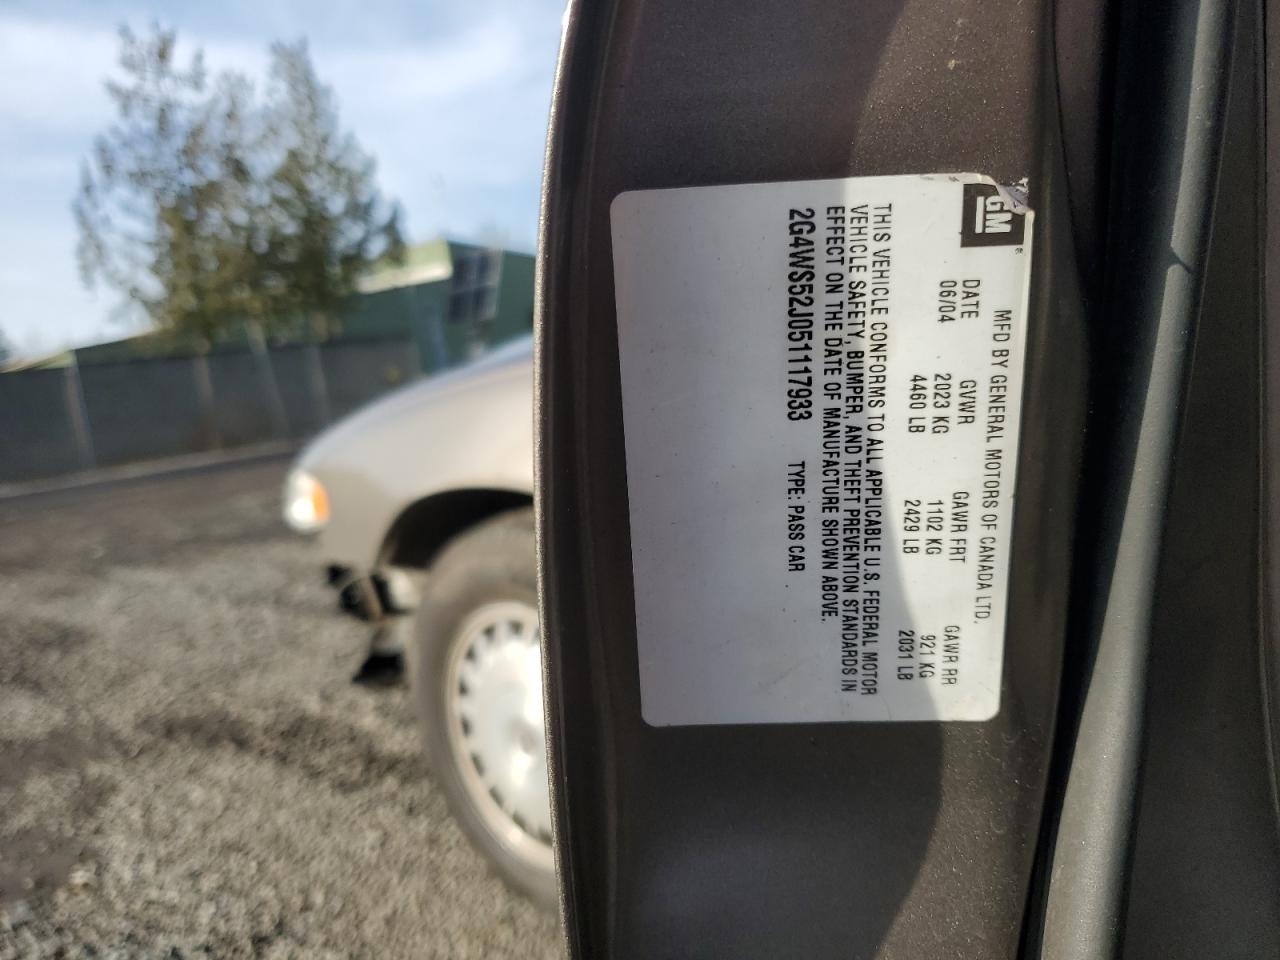 GM ®
MFD BY GENERAL MOTORS OF CANADA LTD.
DATE GVWR GAWR FRT GAWR RR
06/04 2023 KG 1102 KG 921 KG
4460 LB 2429 LB 2031 LB
THIS VEHICLE CONFORMS TO ALL APPLICABLE U.S. FEDERAL MOTOR
VEHICLE SAFETY, BUMPER, AND THEFT PREVENTION STANDARDS IN
EFFECT ON THE DATE OF MANUFACTURE SHOWN ABOVE.
2G4WS52J051117933 TYPE: PASS CAR